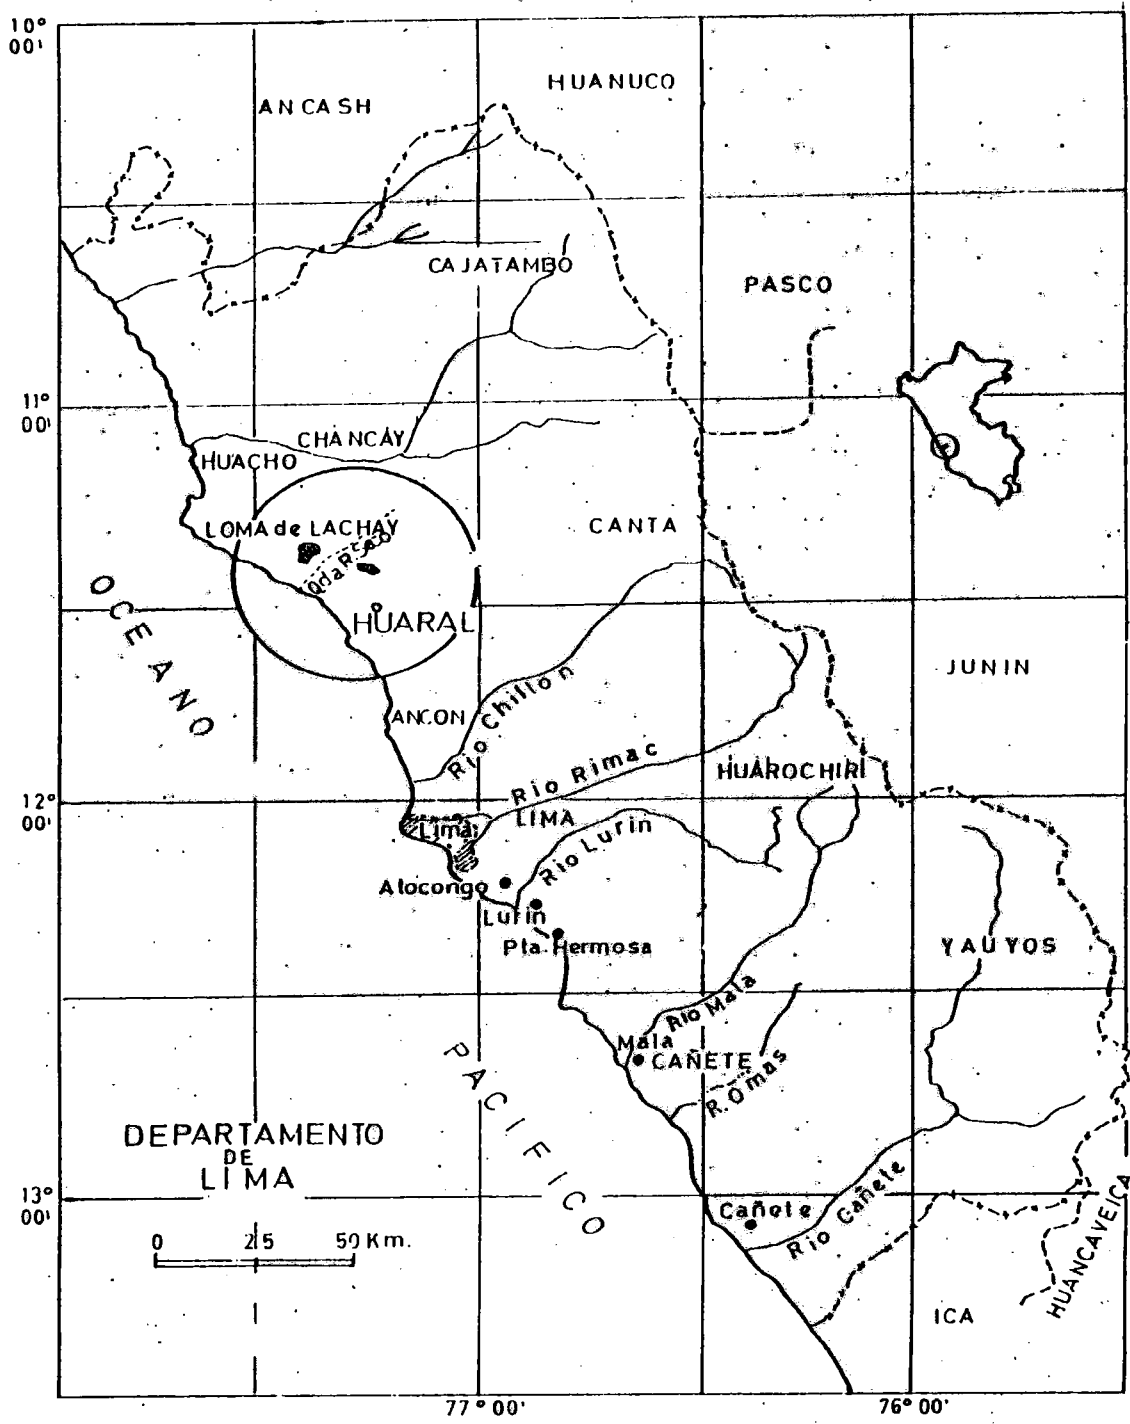 10°
00'
HUANUCO
ANCASH
CAJATAMBO
PASCO
11°
00'
CHANCAY
HUACHO
LOMA de LACHAY
Qda R. Sao
CANTA
HUARAL
OCEANO
JUNIN
ANCON
Rio Chillon
Rio Rimac
HUAROCHIRI
12°
00'
Lima
LIMA
Rio Lurin
Atocongo
Lurin
Pta. Hermosa
YAUYOS
Rio Mala
Mala
CAÑETE
R. Omas
PACIFICO
DEPARTAMENTO
DE
LIMA
13°
00'
Cañete
Rio Cañete
HUANCAVEICA
0 25 50 Km.
ICA
77° 00'
76° 00'